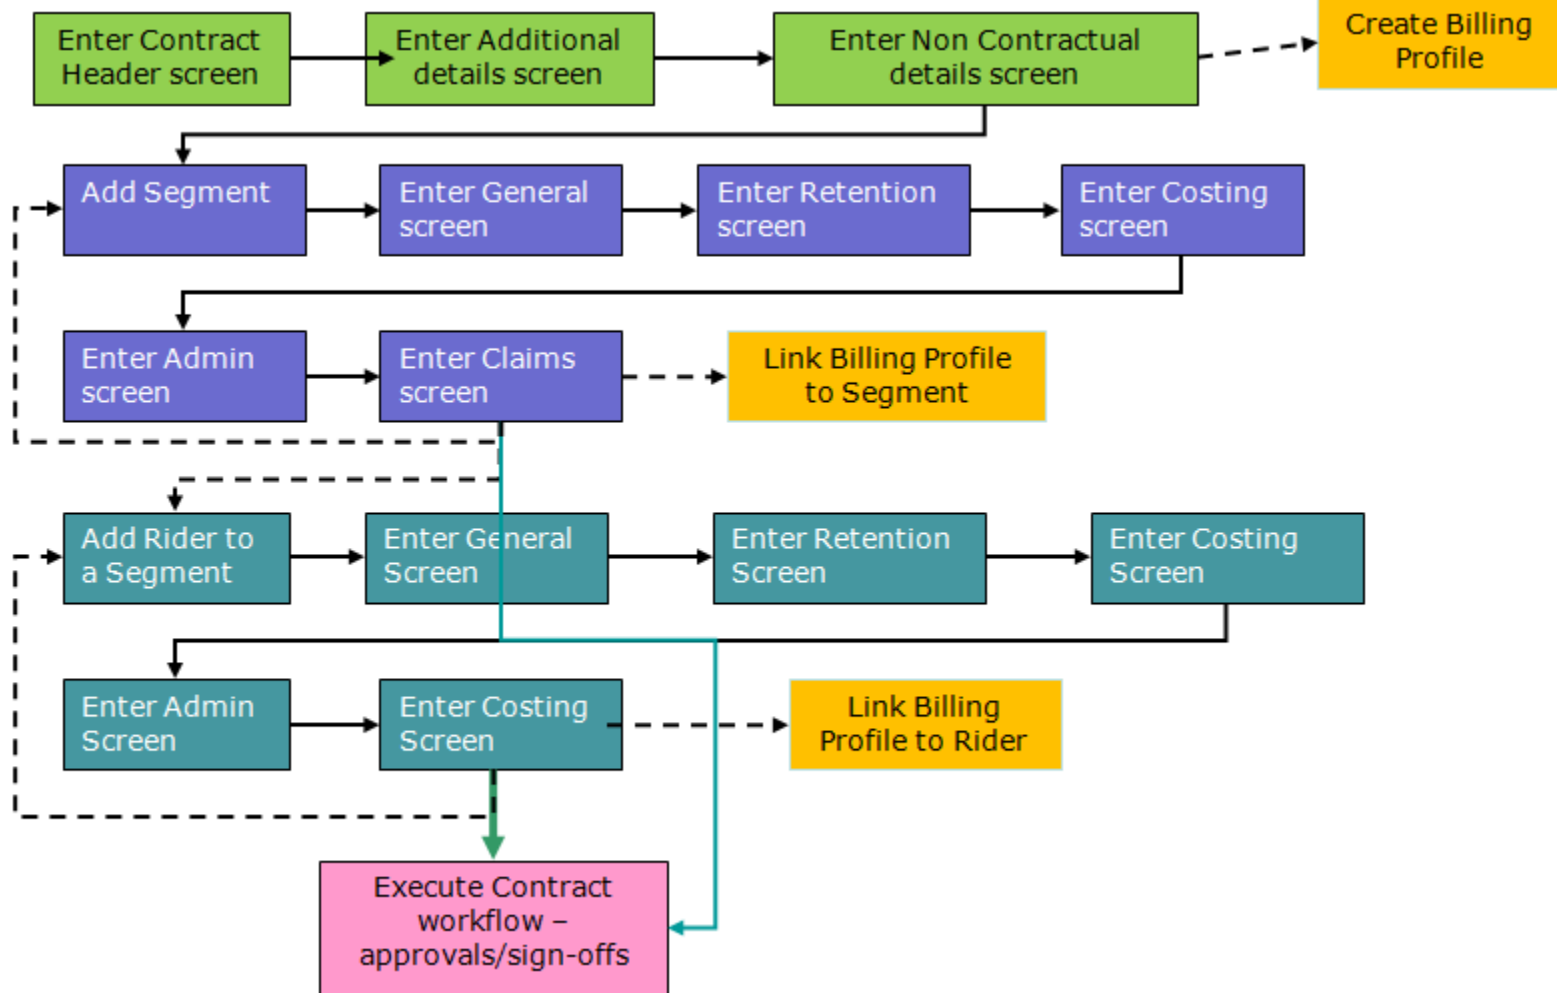 Enter Contract
Header screen
Enter Additional
details screen
Enter Non Contractual
details screen
Create Billing
Profile
Add Segment
Enter General
screen
Enter Retention
screen
Enter Costing
screen
Enter Admin
screen
Enter Claims
screen
Link Billing Profile
to Segment
Add Rider to
a Segment
Enter General
Screen
Enter Retention
Screen
Enter Costing
Screen
Enter Admin
Screen
Enter Costing
Screen
Link Billing
Profile to Rider
Execute Contract
workflow –
approvals/sign-offs